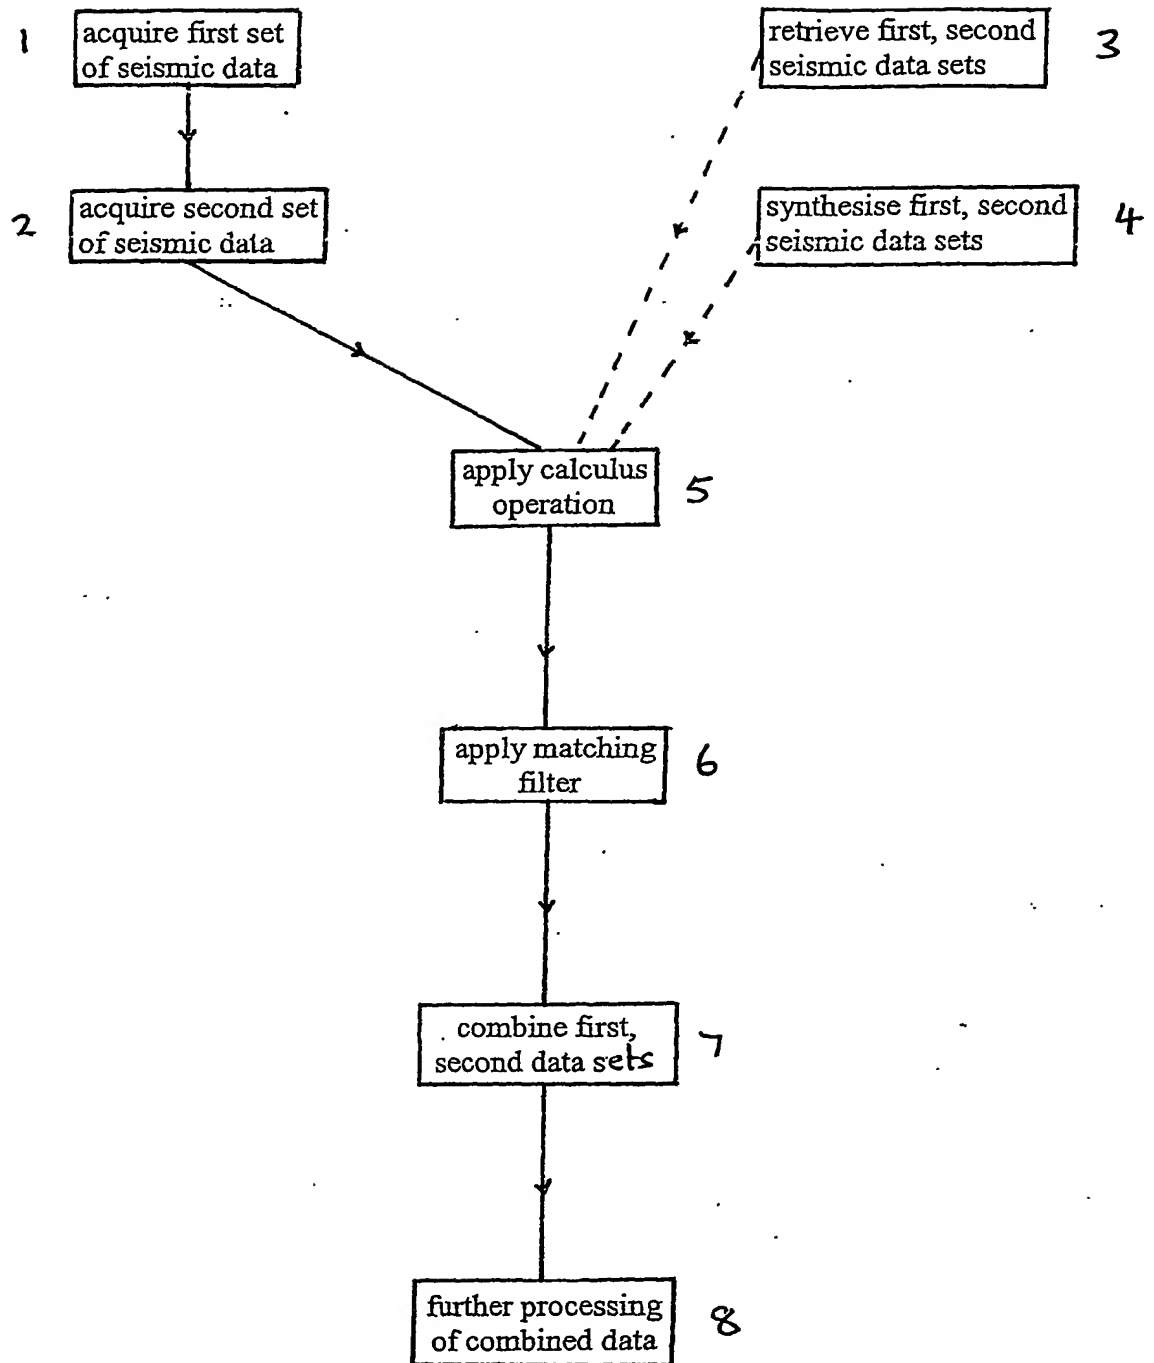 1
acquire first set
of seismic data
retrieve first, second
seismic data sets
3
2
acquire second set
of seismic data
synthesise first, second
seismic data sets
4
apply calculus
operation
5
apply matching
filter
6
combine first,
second data sets
7
further processing
of combined data
8